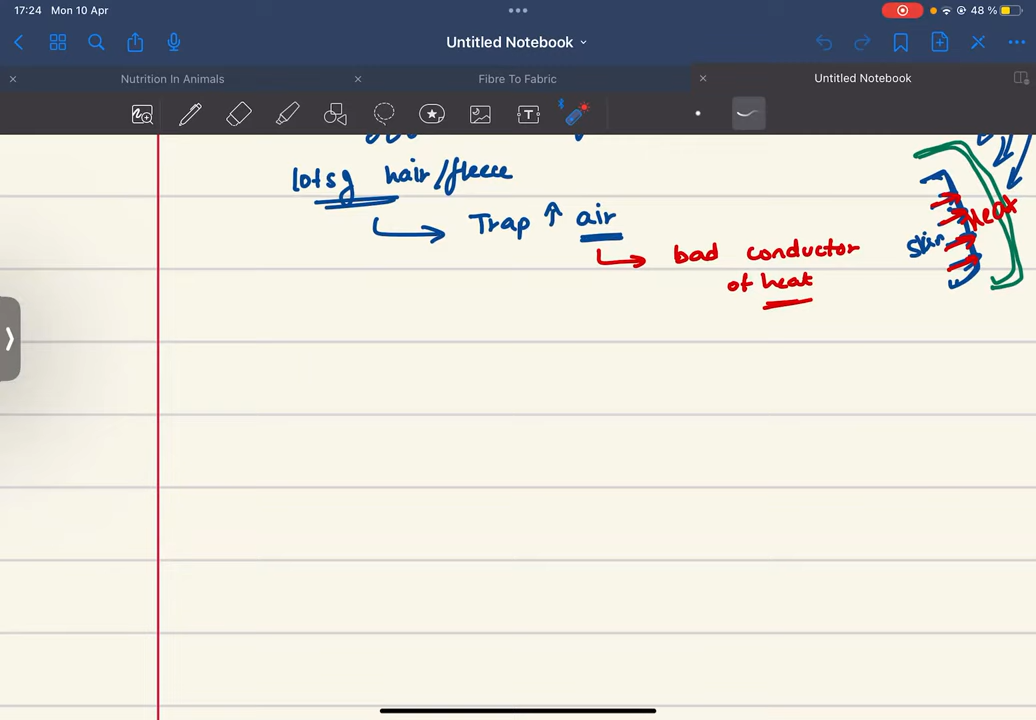 17:24 Mon 10 Apr
48 %
Untitled Notebook
Nutrition In Animals
Fibre To Fabric
Untitled Notebook
lots of hair/fleece
Trap ↑ air
bad conductor
of heat
skin
Heat